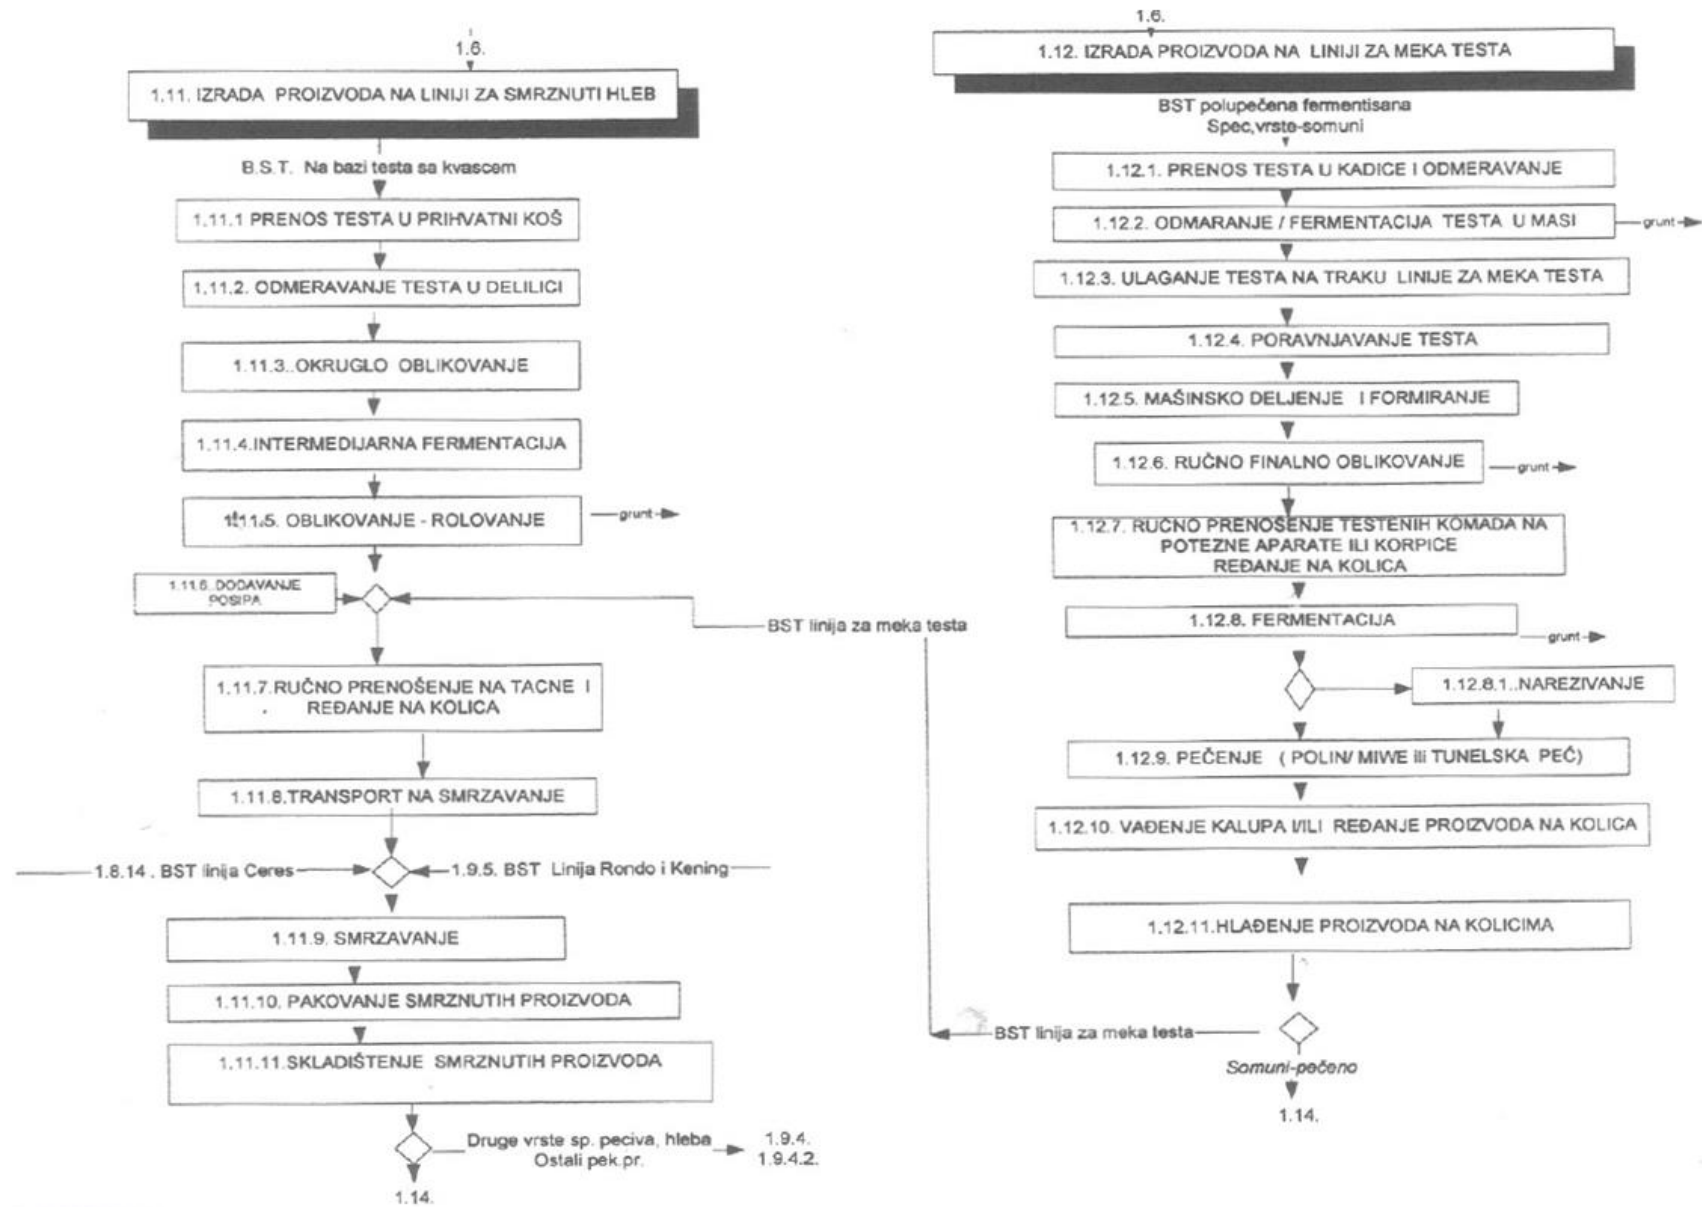 1.6.
1.11. IZRADA PROIZVODA NA LINIJI ZA SMRZNUTI HLEB
B.S.T. Na bazi testa sa kvascem
1.11.1 PRENOS TESTA U PRIHVATNI KOŠ
1.11.2. ODMERAVANJE TESTA U DELILICI
1.11.3..OKRUGLO OBLIKOVANJE
1.11.4.INTERMEDIJARNA FERMENTACIJA
1.11.5. OBLIKOVANJE - ROLOVANJE
grunt
1.11.6..DODAVANJE
POSIPA
BST linija za meka testa
1.11.7.RUČNO PRENOŠENJE NA TACNE I
REĐANJE NA KOLICA
1.11.8.TRANSPORT NA SMRZAVANJE
1.8.14 . BST linija Ceres
1.9.5. BST Linija Rondo i Kening
1.11.9. SMRZAVANJE
1.11.10. PAKOVANJE SMRZNUTIH PROIZVODA
1.11.11.SKLADIŠTENJE SMRZNUTIH PROIZVODA
Druge vrste sp. peciva, hleba
Ostali pek.pr.
1.9.4.
1.9.4.2.
1.14.
1.6.
1.12. IZRADA PROIZVODA NA LINIJI ZA MEKA TESTA
BST polupečena fermentisana
Spec,vrste-somuni
1.12.1. PRENOS TESTA U KADICE I ODMERAVANJE
1.12.2. ODMARANJE / FERMENTACIJA TESTA U MASI
grunt
1.12.3. ULAGANJE TESTA NA TRAKU LINIJE ZA MEKA TESTA
1.12.4. PORAVNJAVANJE TESTA
1.12.5. MAŠINSKO DELJENJE I FORMIRANJE
1.12.6. RUČNO FINALNO OBLIKOVANJE
grunt
1.12.7. RUČNO PRENOŠENJE TESTENIH KOMADA NA
POTEZNE APARATE ILI KORPICE
REĐANJE NA KOLICA
1.12.8. FERMENTACIJA
grunt
1.12.8.1..NAREZIVANJE
1.12.9. PEČENJE ( POLIN/ MIWE ili TUNELSKA PEĆ)
1.12.10. VAĐENJE KALUPA I/ILI REĐANJE PROIZVODA NA KOLICA
1.12.11.HLAĐENJE PROIZVODA NA KOLICIMA
BST linija za meka testa
Somuni-pečeno
1.14.